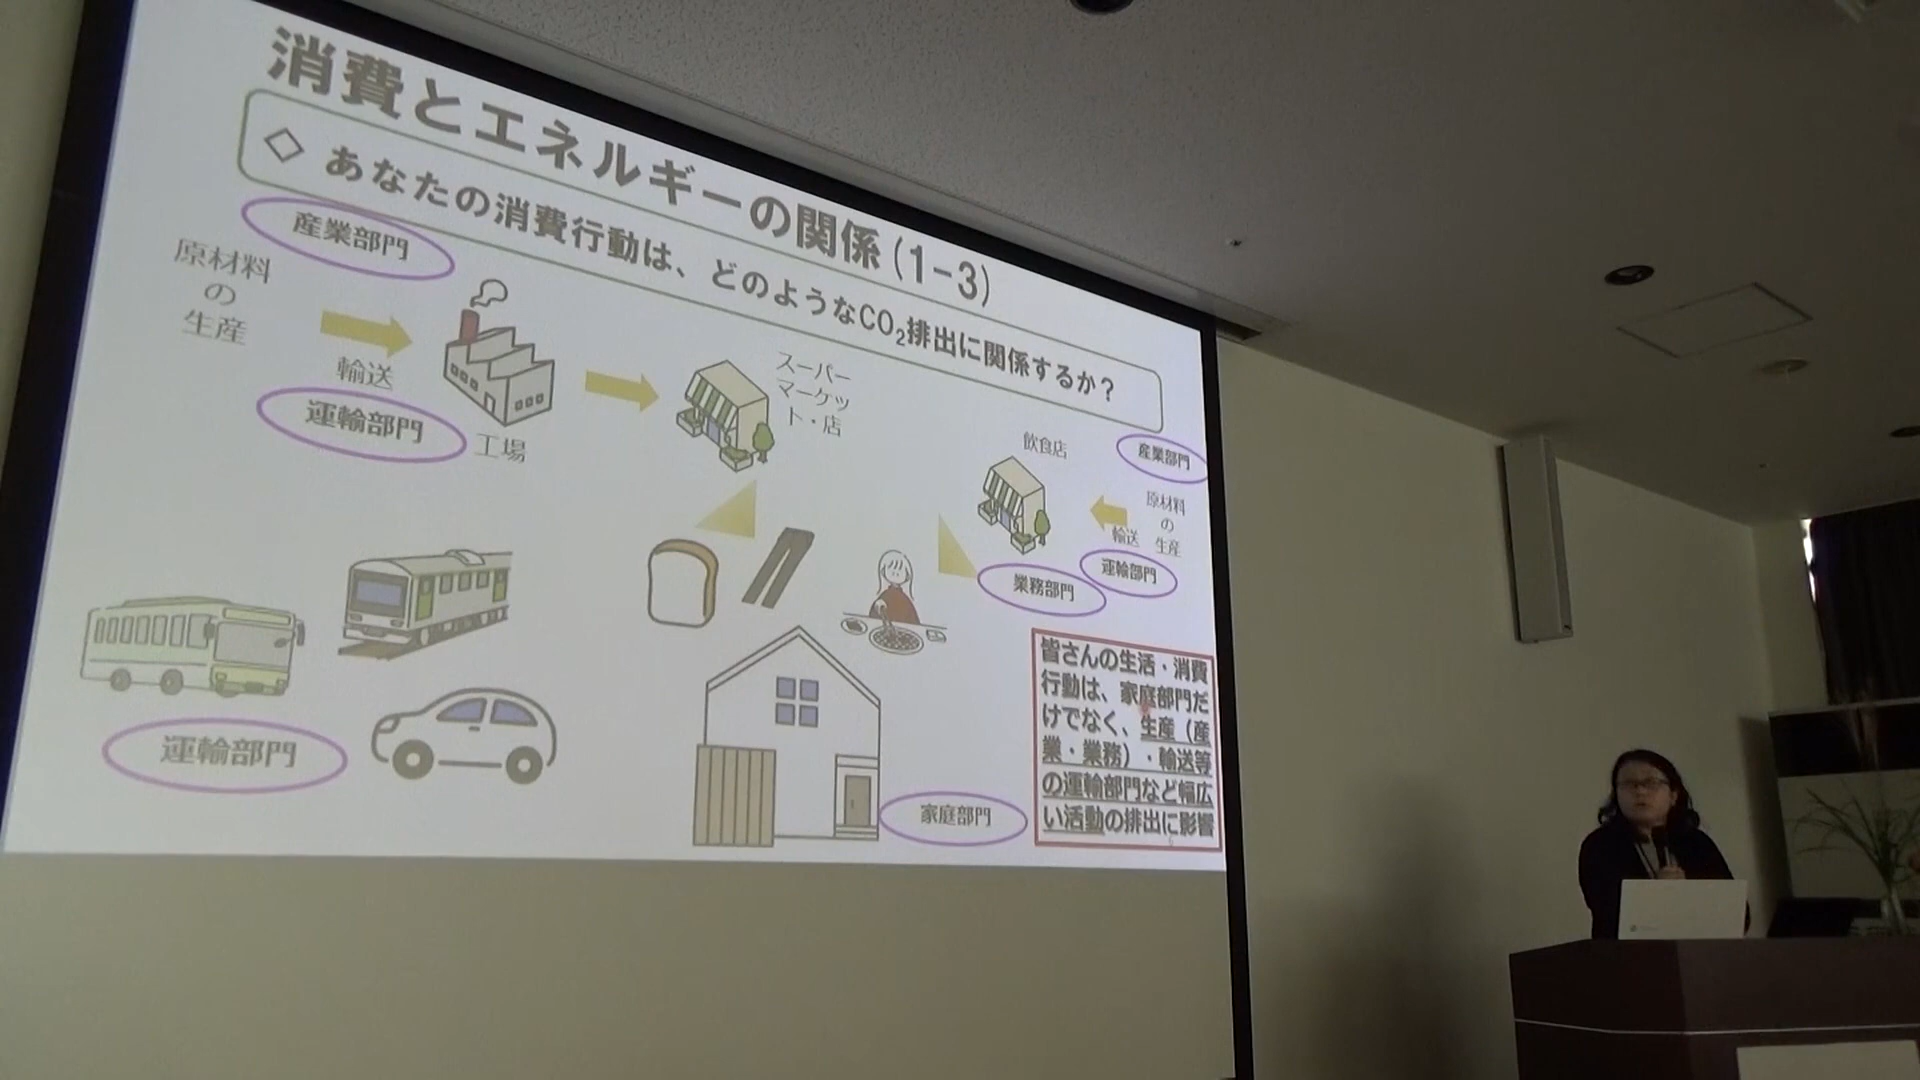 消費とエネルギーの関係(1-3)
◇ あなたの消費行動は、どのようなCO₂排出に関係するか？
産業部門
原材料
の
生産
輸送
運輸部門
工場
スーパー
マーケッ
ト・店
飲食店
産業部門
原材料
の
生産
輸送
運輸部門
業務部門
運輸部門
家庭部門
皆さんの生活・消費
行動は、家庭部門だ
けでなく、生産（産
業・業務）・輸送等
の運輸部門など幅広
い活動の排出に影響